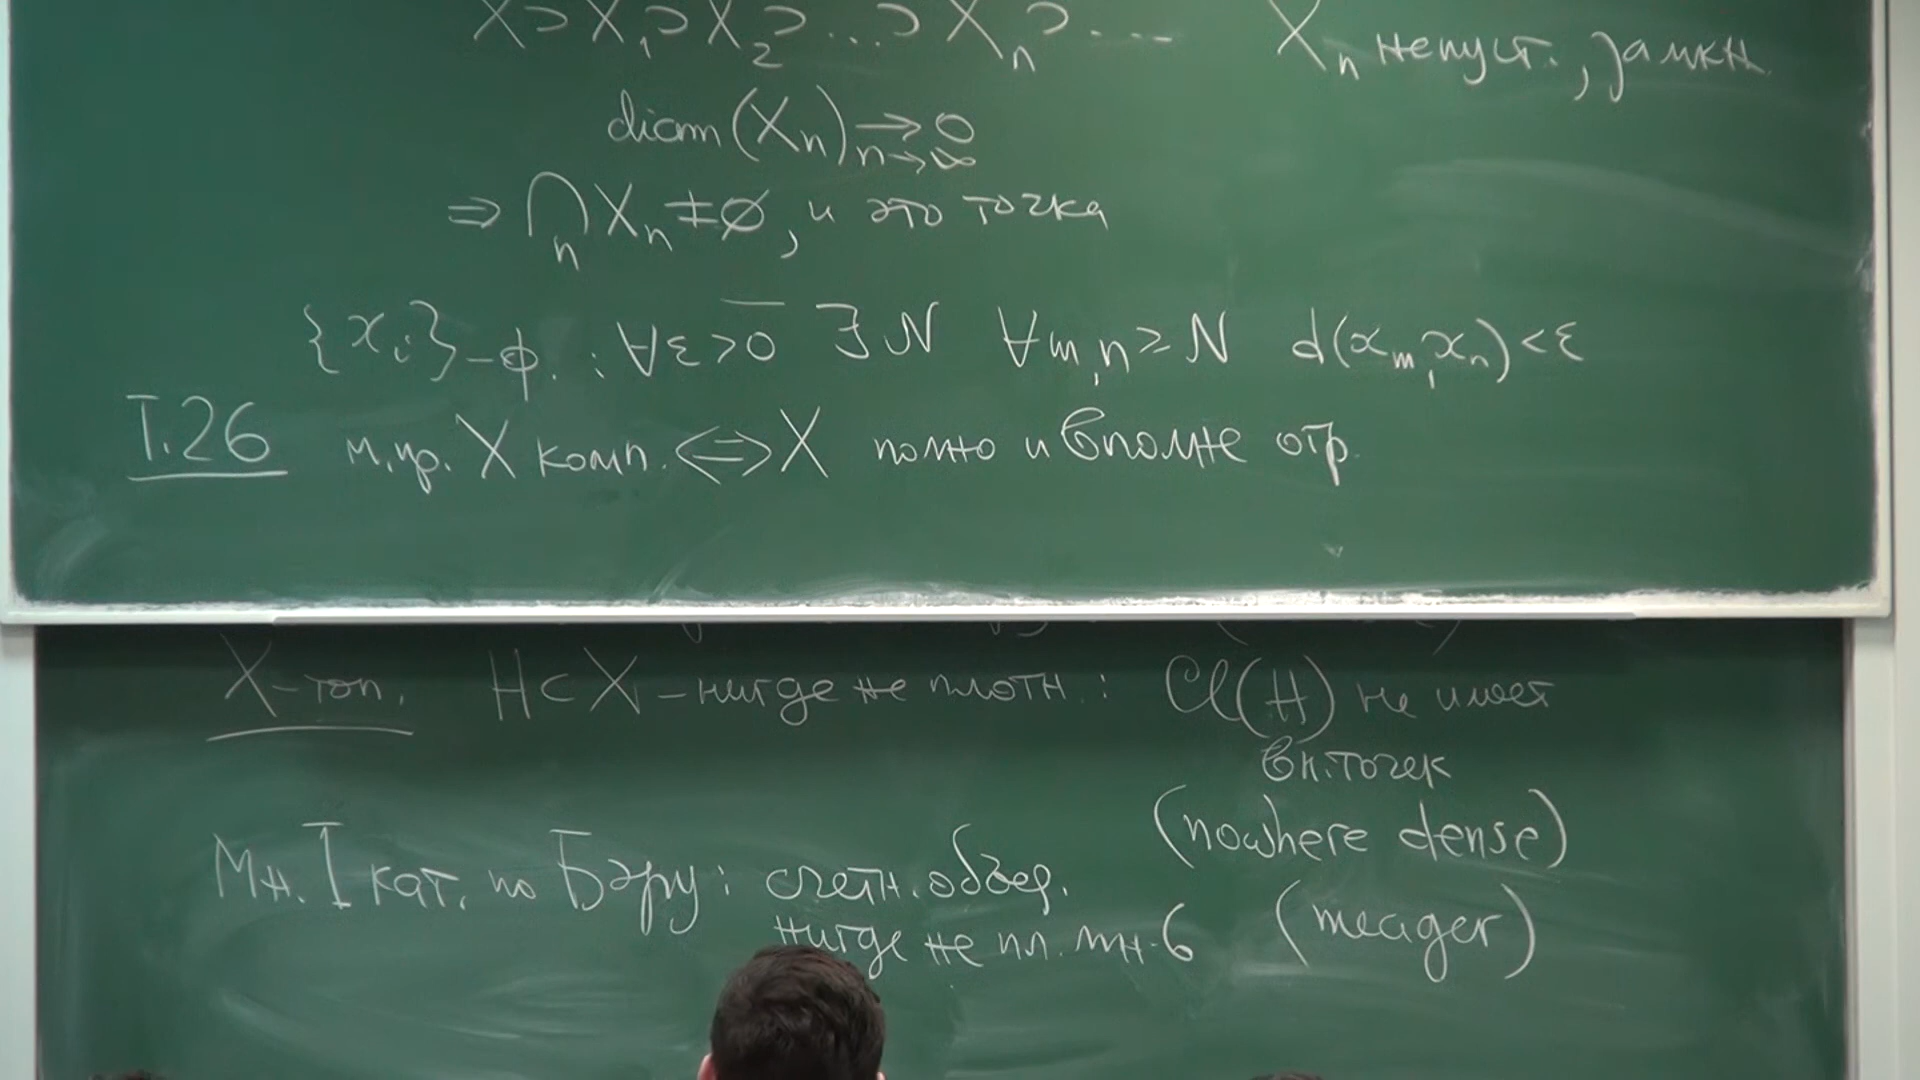 X ⊃ X₁ ⊃ X₂ ⊃ ... ⊃ Xₙ ⊃ ... Xₙ непуст., замкн.
diam(Xₙ) → 0 n→∞
⇒ ⋂ₙ Xₙ ≠ ∅, и это точка
{xᵢ} – ф. : ∀ε>0 ∃N ∀m,n ≥ N d(xₘ, xₙ) < ε
Т.26 м.пр. X комп. ⟺ X полно и вполне огр.
X – топ. H ⊂ X – нигде не плотн.: Cl(H) не имеет
вн. точек
(nowhere dense)
Мн. I кат. по Бэру: счетн. объед.
нигде не пл. мн-в (meager)